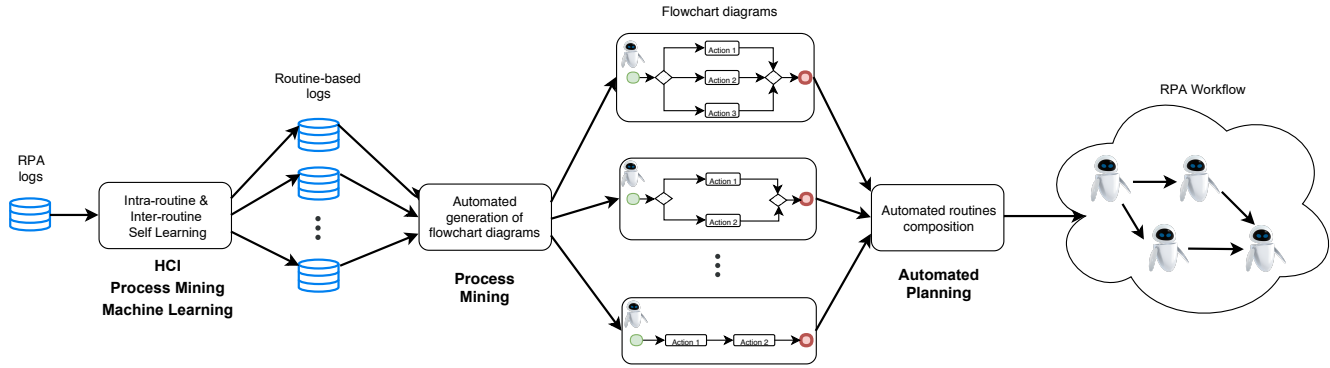 RPA
logs
Intra-routine &
Inter-routine
Self Learning
HCI
Process Mining
Machine Learning
Routine-based
logs
Automated
generation of
flowchart diagrams
Process
Mining
Flowchart diagrams
Action 1
Action 2
Action 3
Action 1
Action 2
Action 1
Action 2
Automated routines
composition
Automated
Planning
RPA Workflow